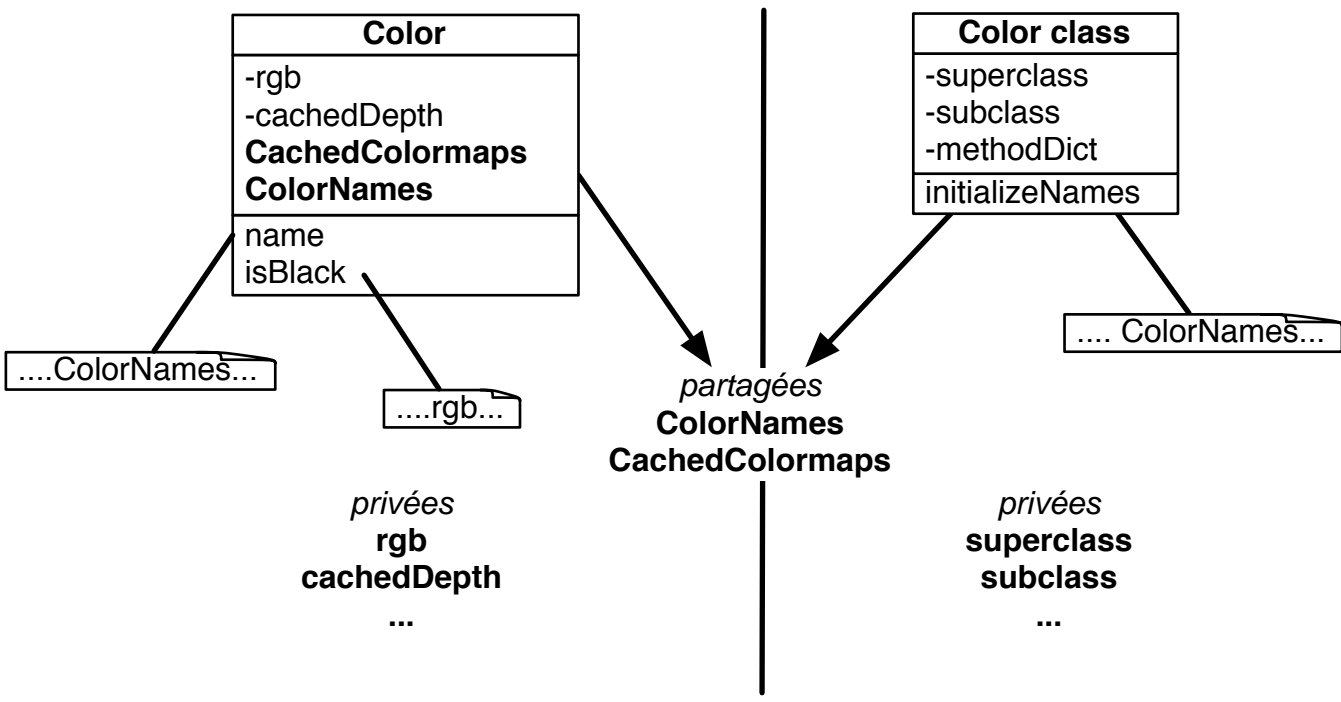 Color
-rgb
-cachedDepth
CachedColormaps
ColorNames
name
isBlack
....ColorNames...
....rgb...
Color class
-superclass
-subclass
-methodDict
initializeNames
.... ColorNames...
partagées
ColorNames
CachedColormaps
privées
rgb
cachedDepth
...
privées
superclass
subclass
...